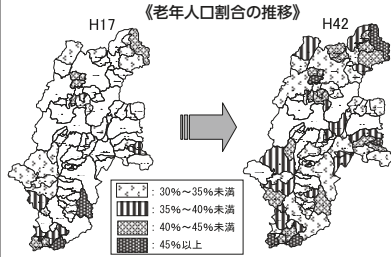 《老年人口割合の推移》
H17
H42
: 30%～35%未満
: 35%～40%未満
: 40%～45%未満
: 45%以上